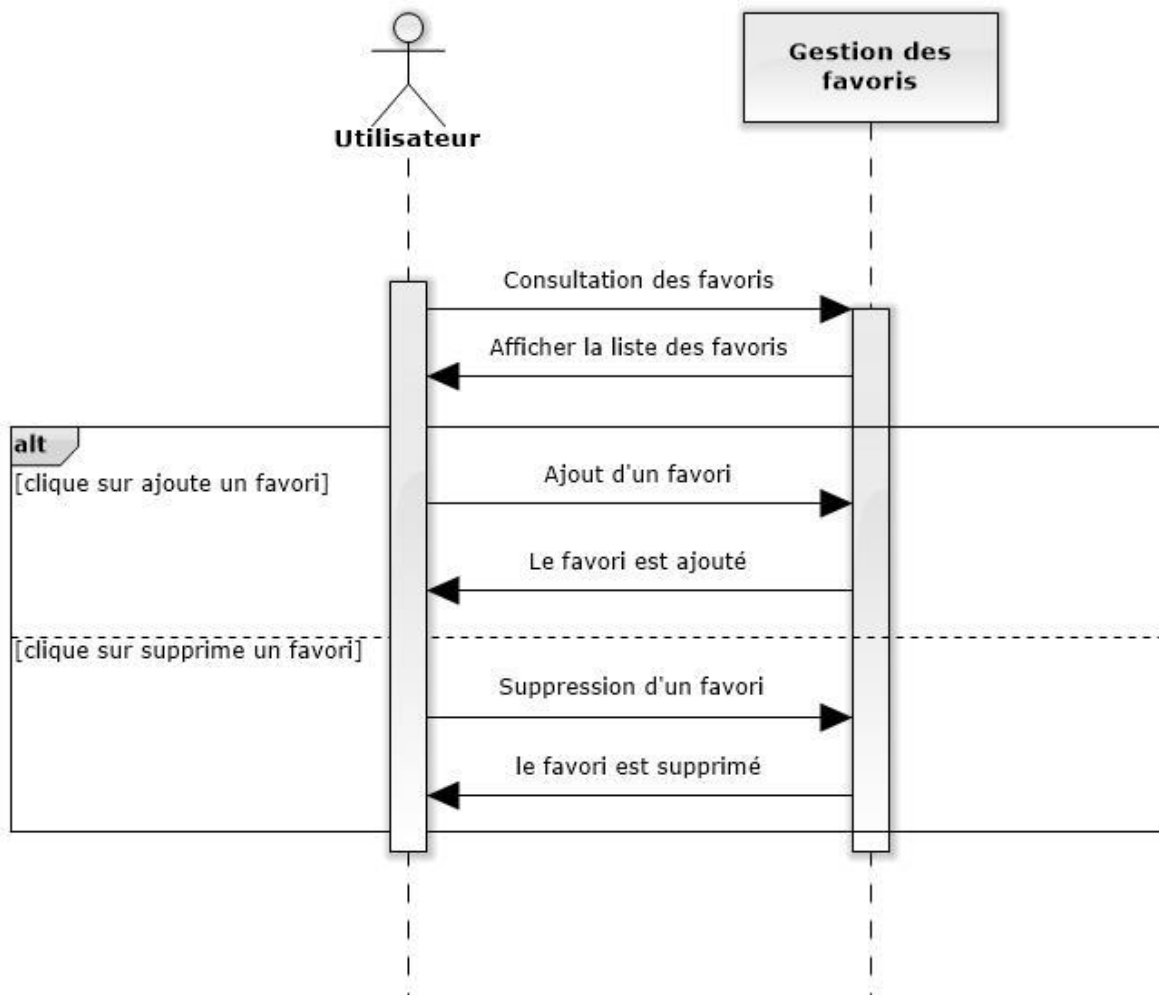 Gestion des
favoris
Utilisateur
Consultation des favoris
Afficher la liste des favoris
alt
[clique sur ajoute un favori]
Ajout d'un favori
Le favori est ajouté
[clique sur supprime un favori]
Suppression d'un favori
le favori est supprimé